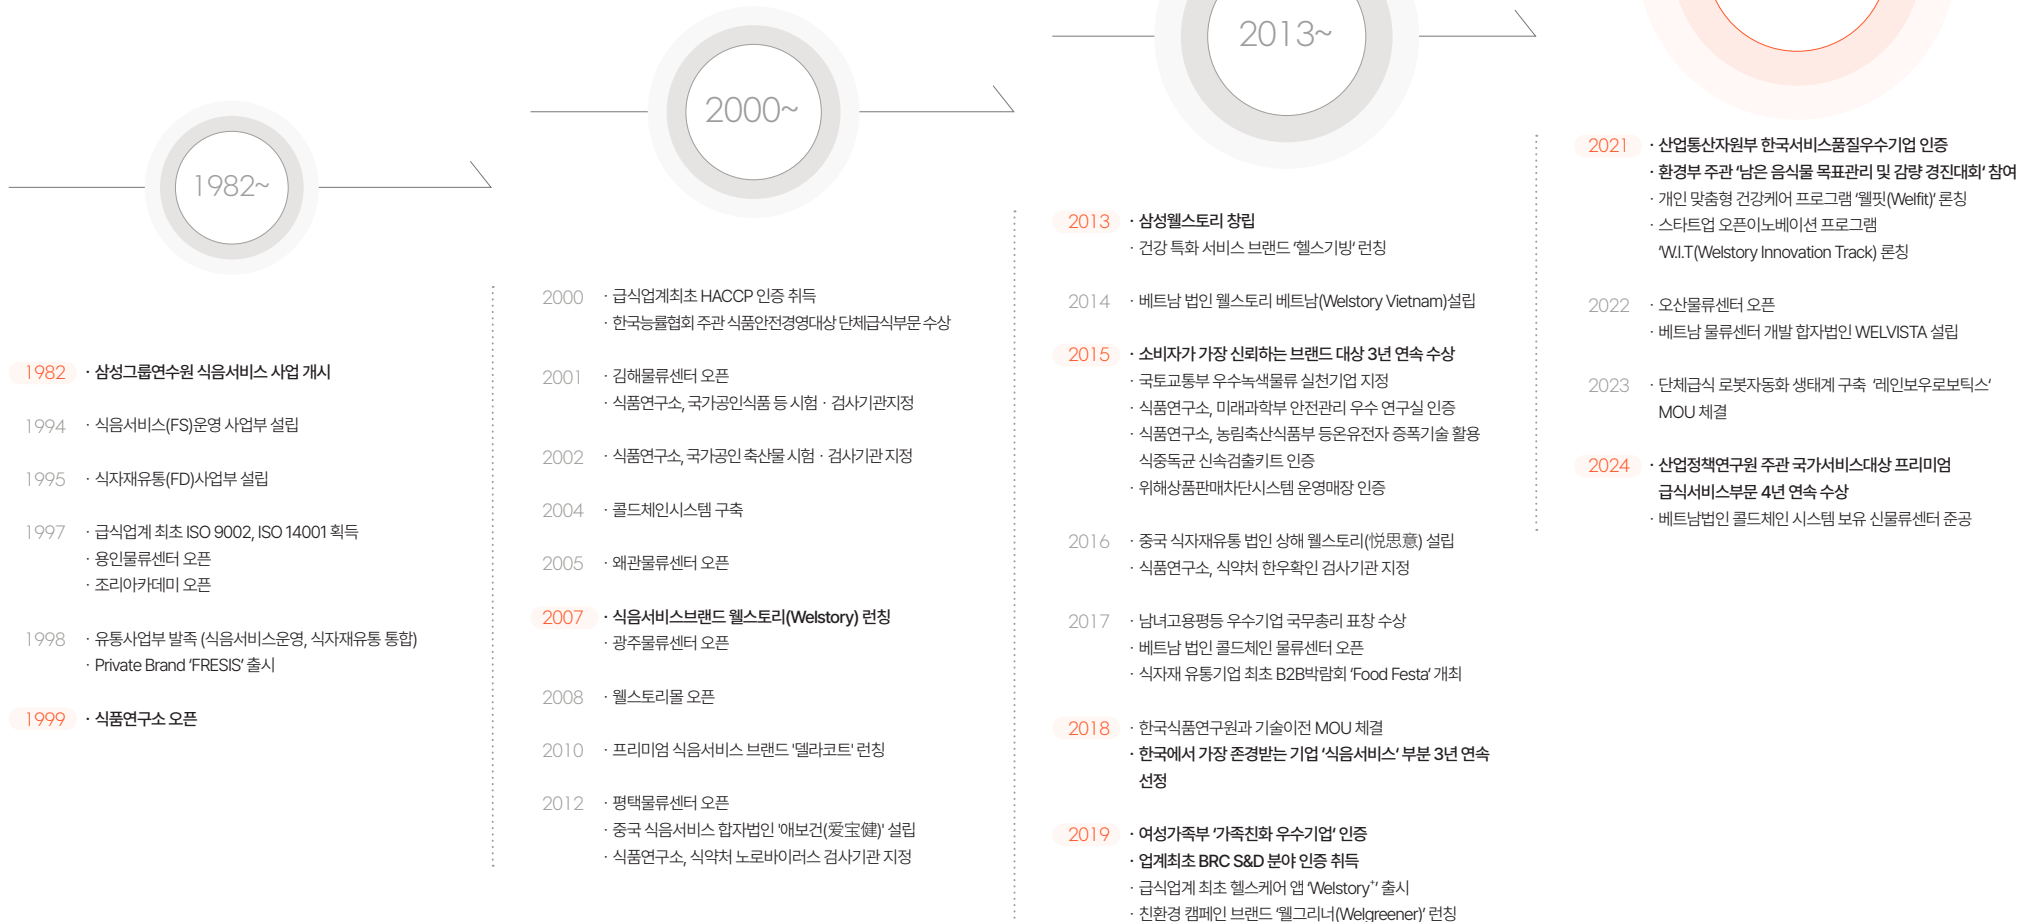 1982~
1982 · 삼성그룹연수원 식음서비스 사업 개시
1994 · 식음서비스(FS)운영 사업부 설립
1995 · 식자재유통(FD)사업부 설립
1997 · 급식업계 최초 ISO 9002, ISO 14001 획득
· 용인물류센터 오픈
· 조리아카데미 오픈
1998 · 유통사업부 발족 (식음서비스운영, 식자재유통 통합)
· Private Brand ‘FRESIS’ 출시
1999 · 식품연구소 오픈
2000~
2000 · 급식업계최초 HACCP 인증 취득
· 한국능률협회 주관 식품안전경영대상 단체급식부문 수상
2001 · 김해물류센터 오픈
· 식품연구소, 국가공인식품 등 시험 · 검사기관지정
2002 · 식품연구소, 국가공인 축산물 시험 · 검사기관 지정
2004 · 콜드체인시스템 구축
2005 · 왜관물류센터 오픈
2007 · 식음서비스브랜드 웰스토리(Welstory) 런칭
· 광주물류센터 오픈
2008 · 웰스토리몰 오픈
2010 · 프리미엄 식음서비스 브랜드 '델라코트' 런칭
2012 · 평택물류센터 오픈
· 중국 식음서비스 합자법인 '애보건(爱宝健)' 설립
· 식품연구소, 식약처 노로바이러스 검사기관 지정
2013~
2013 · 삼성웰스토리 창립
· 건강 특화 서비스 브랜드 ‘헬스기빙’ 런칭
2014 · 베트남 법인 웰스토리 베트남(Welstory Vietnam)설립
2015 · 소비자가 가장 신뢰하는 브랜드 대상 3년 연속 수상
· 국토교통부 우수녹색물류 실천기업 지정
· 식품연구소, 미래과학부 안전관리 우수 연구실 인증
· 식품연구소, 농림축산식품부 등온유전자 증폭기술 활용
식중독균 신속검출키트 인증
· 위해상품판매차단시스템 운영매장 인증
2016 · 중국 식자재유통 법인 상해 웰스토리(悦思意) 설립
· 식품연구소, 식약처 한우확인 검사기관 지정
2017 · 남녀고용평등 우수기업 국무총리 표창 수상
· 베트남 법인 콜드체인 물류센터 오픈
· 식자재 유통기업 최초 B2B박람회 ‘Food Festa’ 개최
2018 · 한국식품연구원과 기술이전 MOU 체결
· 한국에서 가장 존경받는 기업 ‘식음서비스’ 부분 3년 연속
선정
2019 · 여성가족부 ‘가족친화 우수기업’ 인증
· 업계최초 BRC S&D 분야 인증 취득
· 급식업계 최초 헬스케어 앱 ‘Welstory⁺’ 출시
· 친환경 캠페인 브랜드 ‘웰그리너(Welgreener)’ 런칭
2021 · 산업통산자원부 한국서비스품질우수기업 인증
· 환경부 주관 ‘남은 음식물 목표관리 및 감량 경진대회’ 참여
· 개인 맞춤형 건강케어 프로그램 ‘웰핏(Welfit)’ 론칭
· 스타트업 오픈이노베이션 프로그램
‘W.I.T(Welstory Innovation Track) 론칭
2022 · 오산물류센터 오픈
· 베트남 물류센터 개발 합자법인 WELVISTA 설립
2023 · 단체급식 로봇자동화 생태계 구축 ‘레인보우로보틱스’
MOU 체결
2024 · 산업정책연구원 주관 국가서비스대상 프리미엄
급식서비스부문 4년 연속 수상
· 베트남법인 콜드체인 시스템 보유 신물류센터 준공